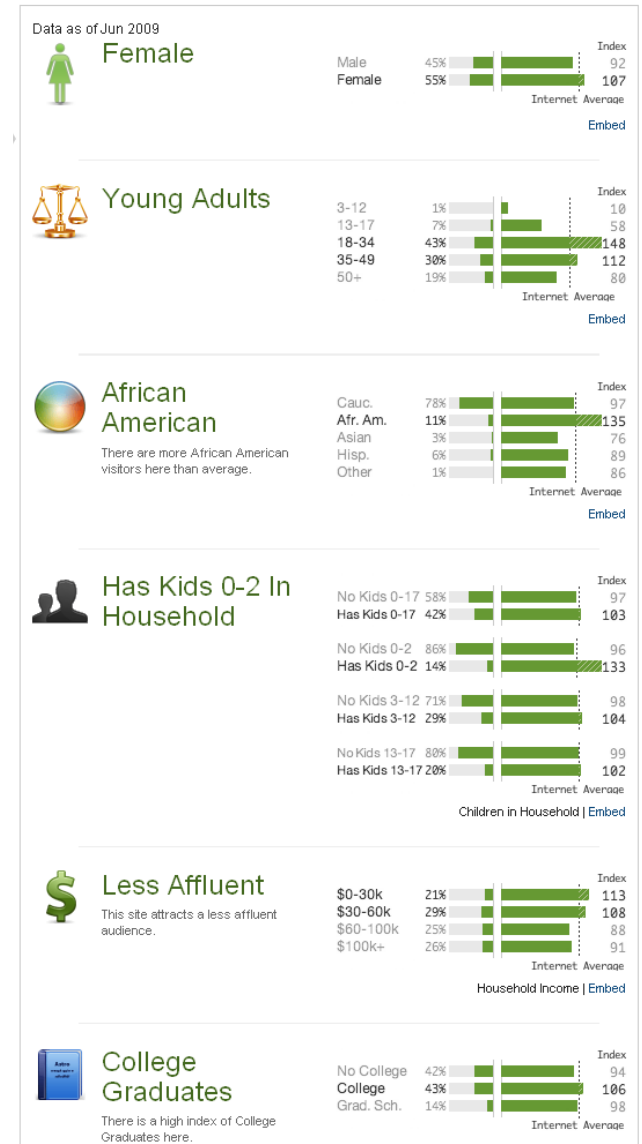 Data as of Jun 2009
Female
Index
Male 45% 92
Female 55% 107
Internet Average
Embed
Young Adults
Index
3-12 1% 10
13-17 7% 58
18-34 43% 148
35-49 30% 112
50+ 19% 80
Internet Average
Embed
African
American
There are more African American
visitors here than average.
Index
Cauc. 78% 97
Afr. Am. 11% 135
Asian 3% 76
Hisp. 6% 89
Other 1% 86
Internet Average
Embed
Has Kids 0-2 In
Household
Index
No Kids 0-17 58% 97
Has Kids 0-17 42% 103
No Kids 0-2 86% 96
Has Kids 0-2 14% 133
No Kids 3-12 71% 98
Has Kids 3-12 29% 104
No Kids 13-17 80% 99
Has Kids 13-17 20% 102
Internet Average
Children in Household | Embed
Less Affluent
This site attracts a less affluent
audience.
Index
$0-30k 21% 113
$30-60k 29% 108
$60-100k 25% 88
$100k+ 26% 91
Internet Average
Household Income | Embed
College
Graduates
There is a high index of College
Graduates here.
Index
No College 42% 94
College 43% 106
Grad. Sch. 14% 98
Internet Average